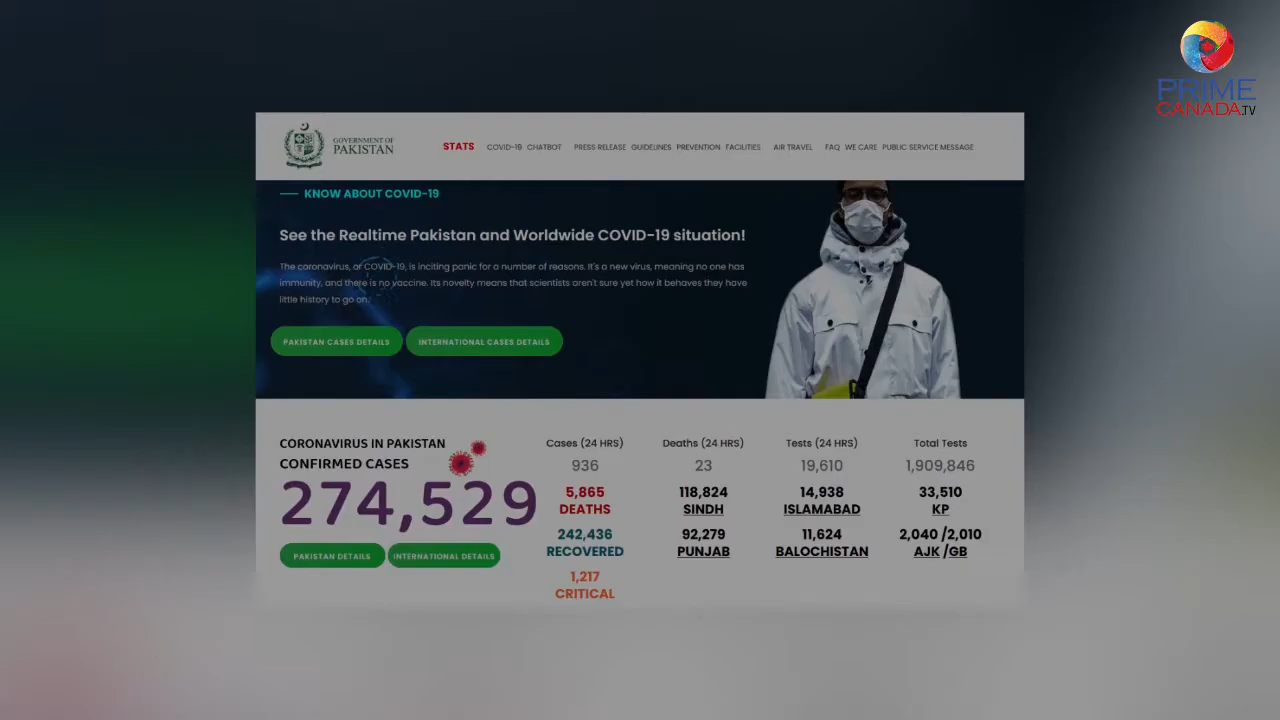 PRIME
CANADA.TV
GOVERNMENT OF
PAKISTAN
STATS COVID-19 CHATBOT PRESS RELEASE GUIDELINES PREVENTION FACILITIES AIR TRAVEL FAQ WE CARE PUBLIC SERVICE MESSAGE
KNOW ABOUT COVID-19
See the Realtime Pakistan and Worldwide COVID-19 situation!
The coronavirus, or COVID-19, is inciting panic for a number of reasons. It's a new virus, meaning no one has
immunity, and there is no vaccine. Its novelty means that scientists aren't sure yet how it behaves they have
little history to go on.
PAKISTAN CASES DETAILS INTERNATIONAL CASES DETAILS
CORONAVIRUS IN PAKISTAN
CONFIRMED CASES
274,529
PAKISTAN DETAILS INTERNATIONAL DETAILS
Cases (24 HRS) Deaths (24 HRS) Tests (24 HRS) Total Tests
936 23 19,610 1,909,846
5,865 118,824 14,938 33,510
DEATHS SINDH ISLAMABAD KP
242,436 92,279 11,624 2,040 /2,010
RECOVERED PUNJAB BALOCHISTAN AJK /GB
1,217
CRITICAL